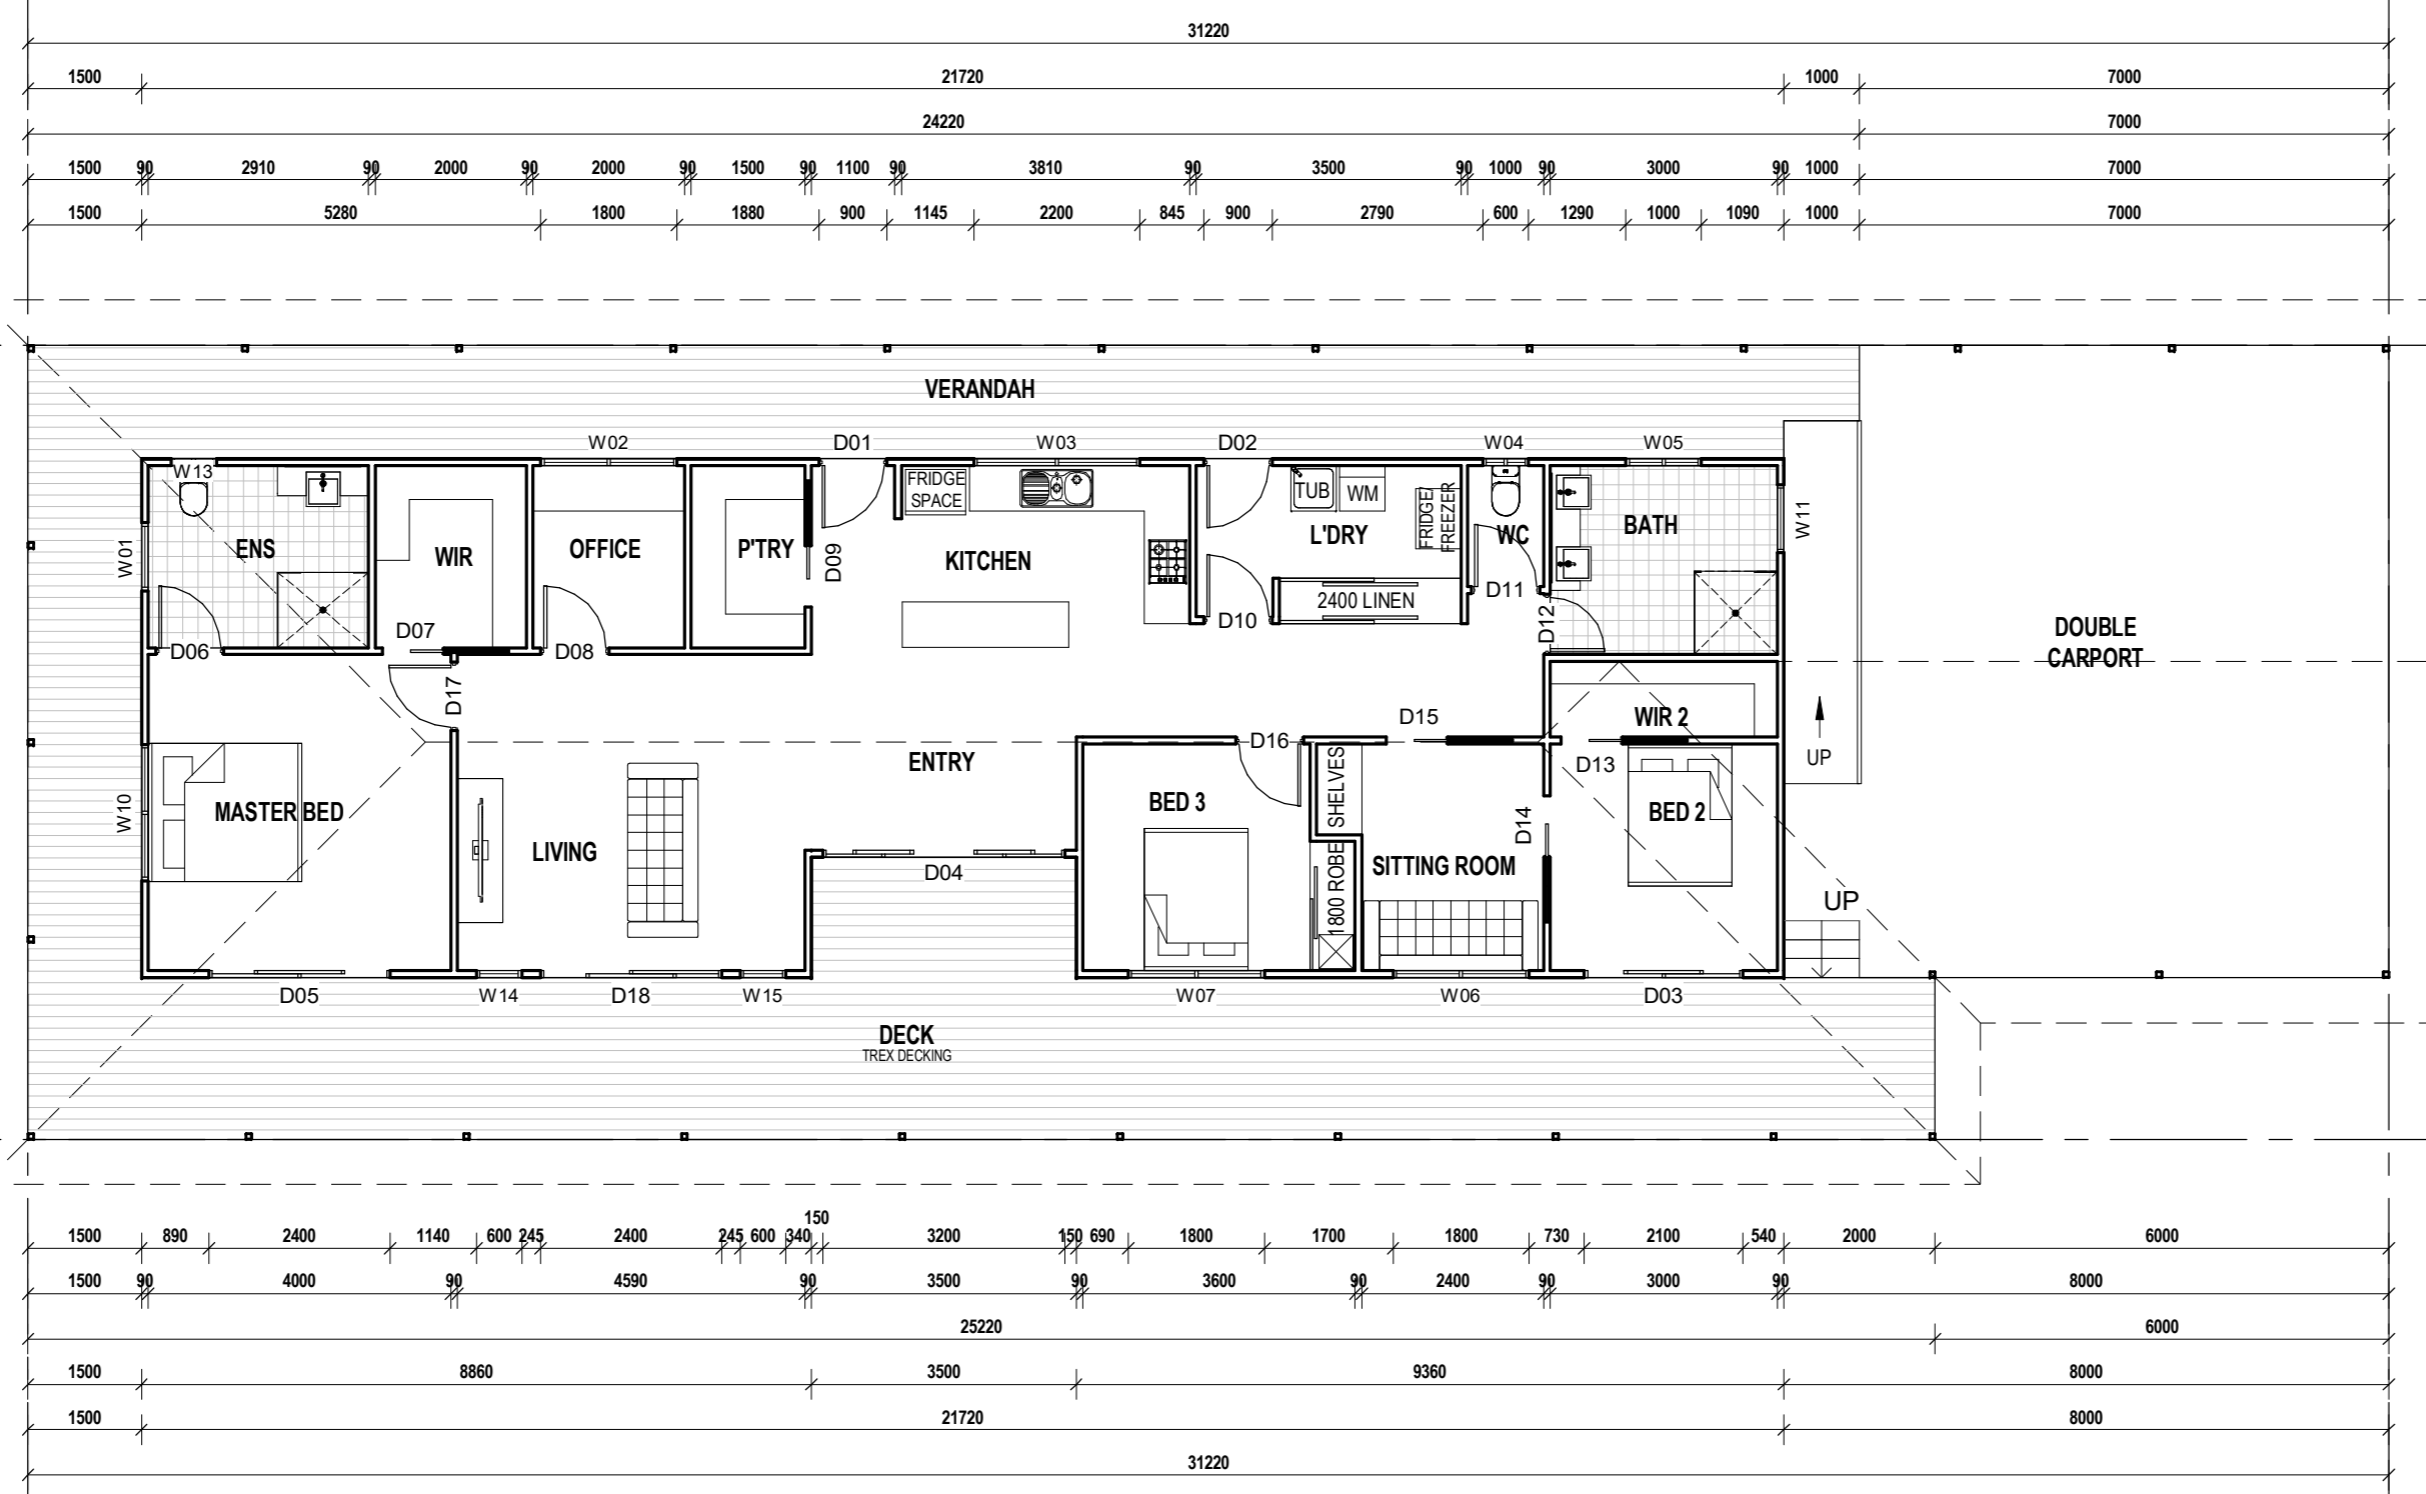 31220
1500 21720 1000 7000
24220 7000
1500 90 2910 90 2000 90 2000 90 1500 90 1100 90 3810 90 3500 90 1000 90 3000 90 1000 7000
1500 5280 1800 1880 900 1145 2200 845 900 2790 600 1290 1000 1090 1000 7000
VERANDAH
W02 D01 W03 D02 W04 W05
W13
FRIDGE
SPACE
TUB WM
FRIDGE/
FREEZER
W11
W01
ENS WIR OFFICE P'TRY D09 KITCHEN L'DRY WC BATH
2400 LINEN
D06 D07 D08 D10 D11 D12
DOUBLE
CARPORT
D17
D15
WIR 2
D16
UP
ENTRY
D13
SHELVES
W10
MASTER BED
LIVING
BED 3
D14
BED 2
SITTING ROOM
D04
1800 ROBE
UP
D05 W14 D18 W15 W07 W06 D03
DECK
TREX DECKING
150
1500 890 2400 1140 600 245 2400 245 600 340 3200 150 690 1800 1700 1800 730 2100 540 2000 6000
1500 90 4000 90 4590 90 3500 90 3600 90 2400 90 3000 90 8000
25220 6000
1500 8860 3500 9360 8000
1500 21720 8000
31220